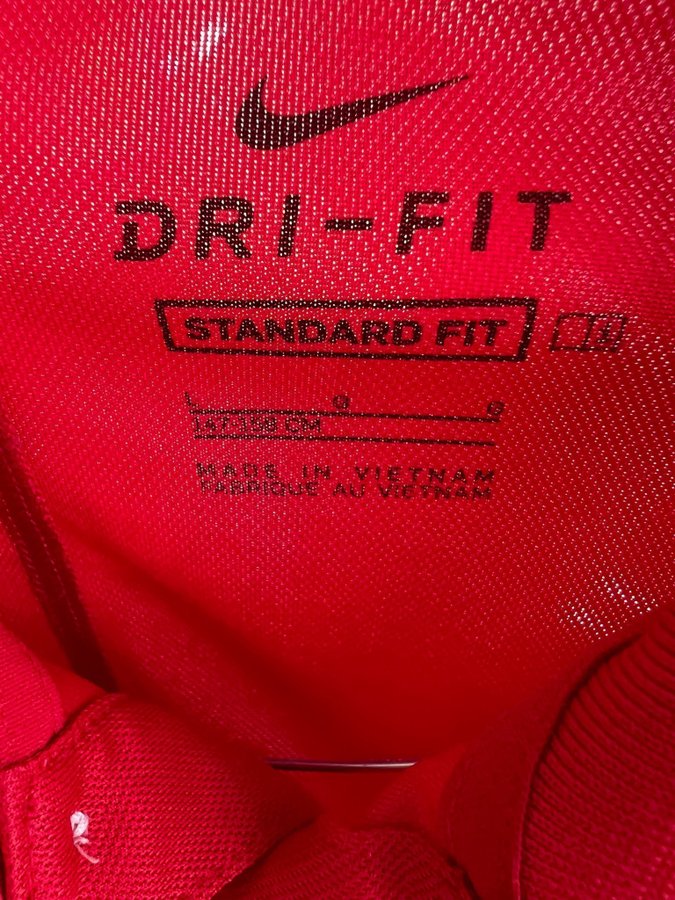 DRI-FIT
STANDARD FIT
L G G
147-158 CM
MADE IN VIETNAM
FABRIQUE AU VIETNAM